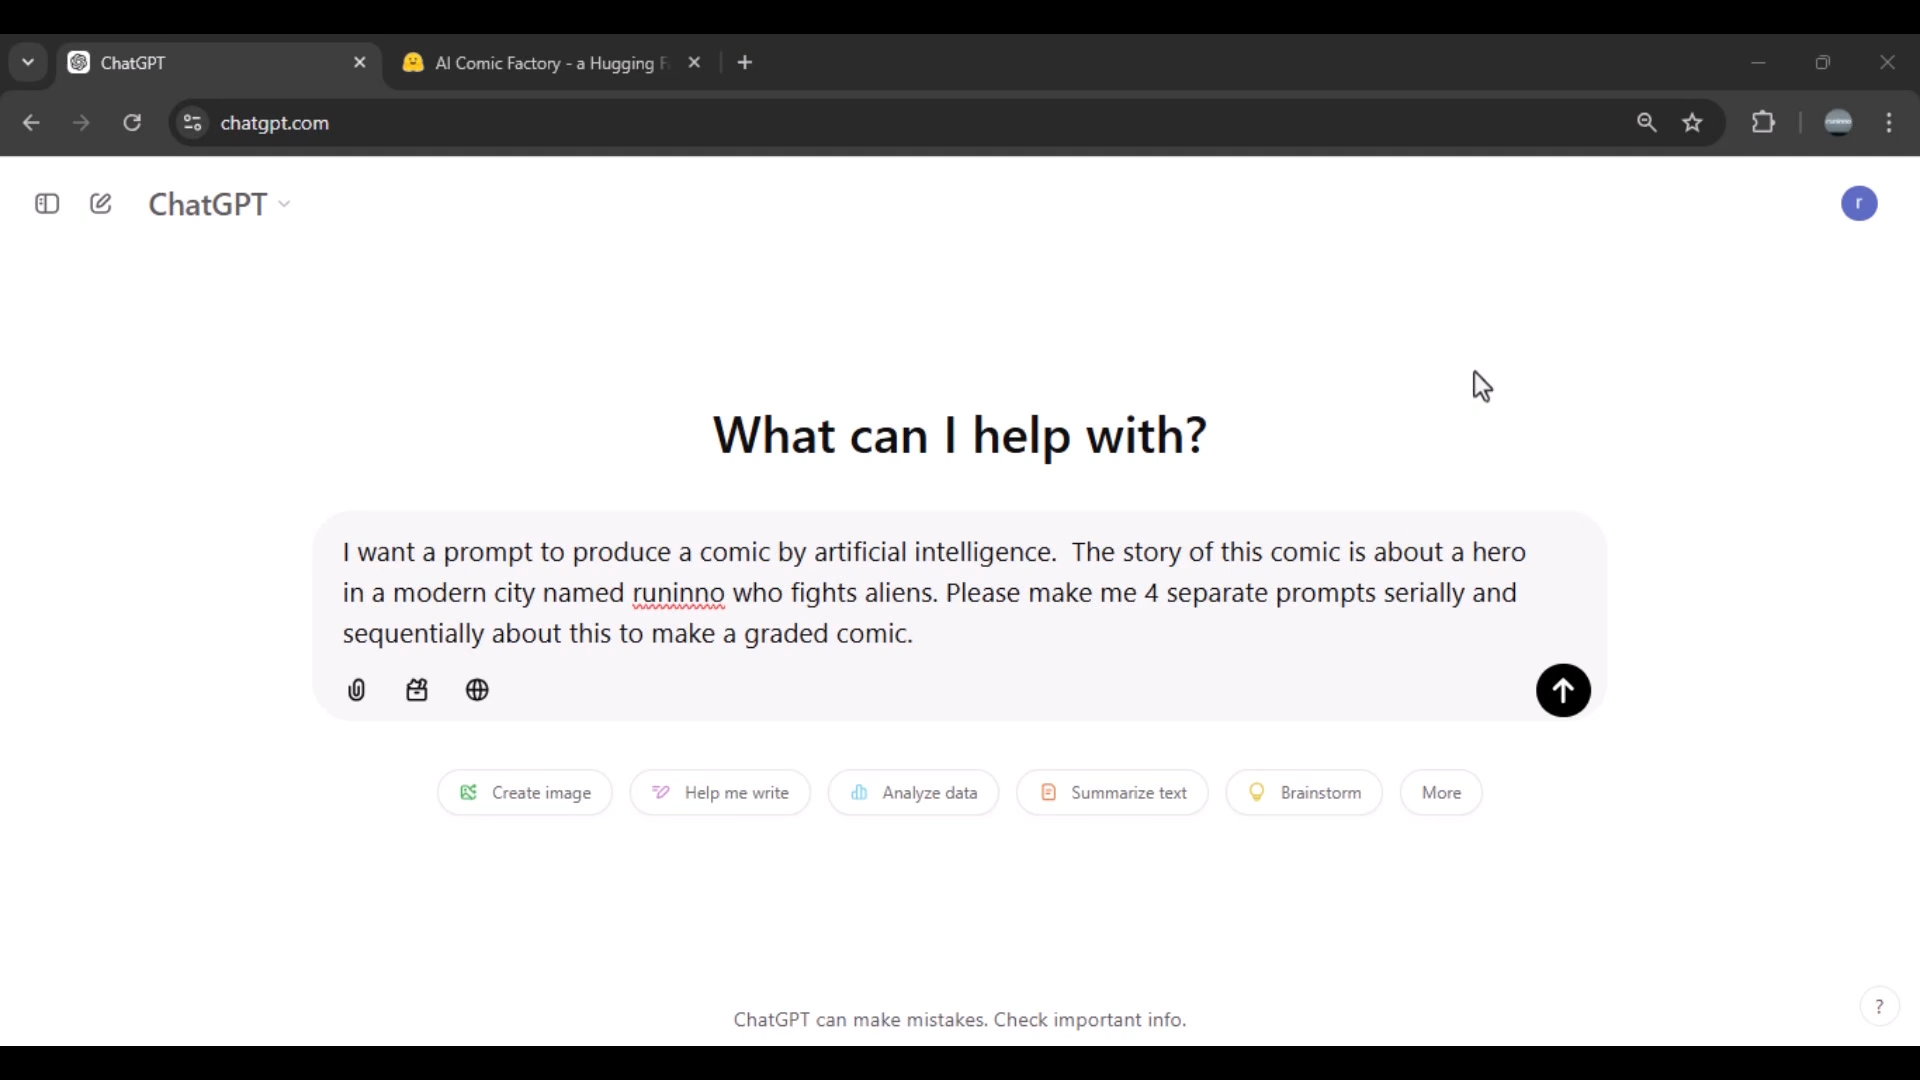 ChatGPT
AI Comic Factory - a Hugging F
chatgpt.com
ChatGPT
r
What can I help with?
I want a prompt to produce a comic by artificial intelligence.  The story of this comic is about a hero
in a modern city named runinno who fights aliens. Please make me 4 separate prompts serially and
sequentially about this to make a graded comic.
Create image
Help me write
Analyze data
Summarize text
Brainstorm
More
ChatGPT can make mistakes. Check important info.
?